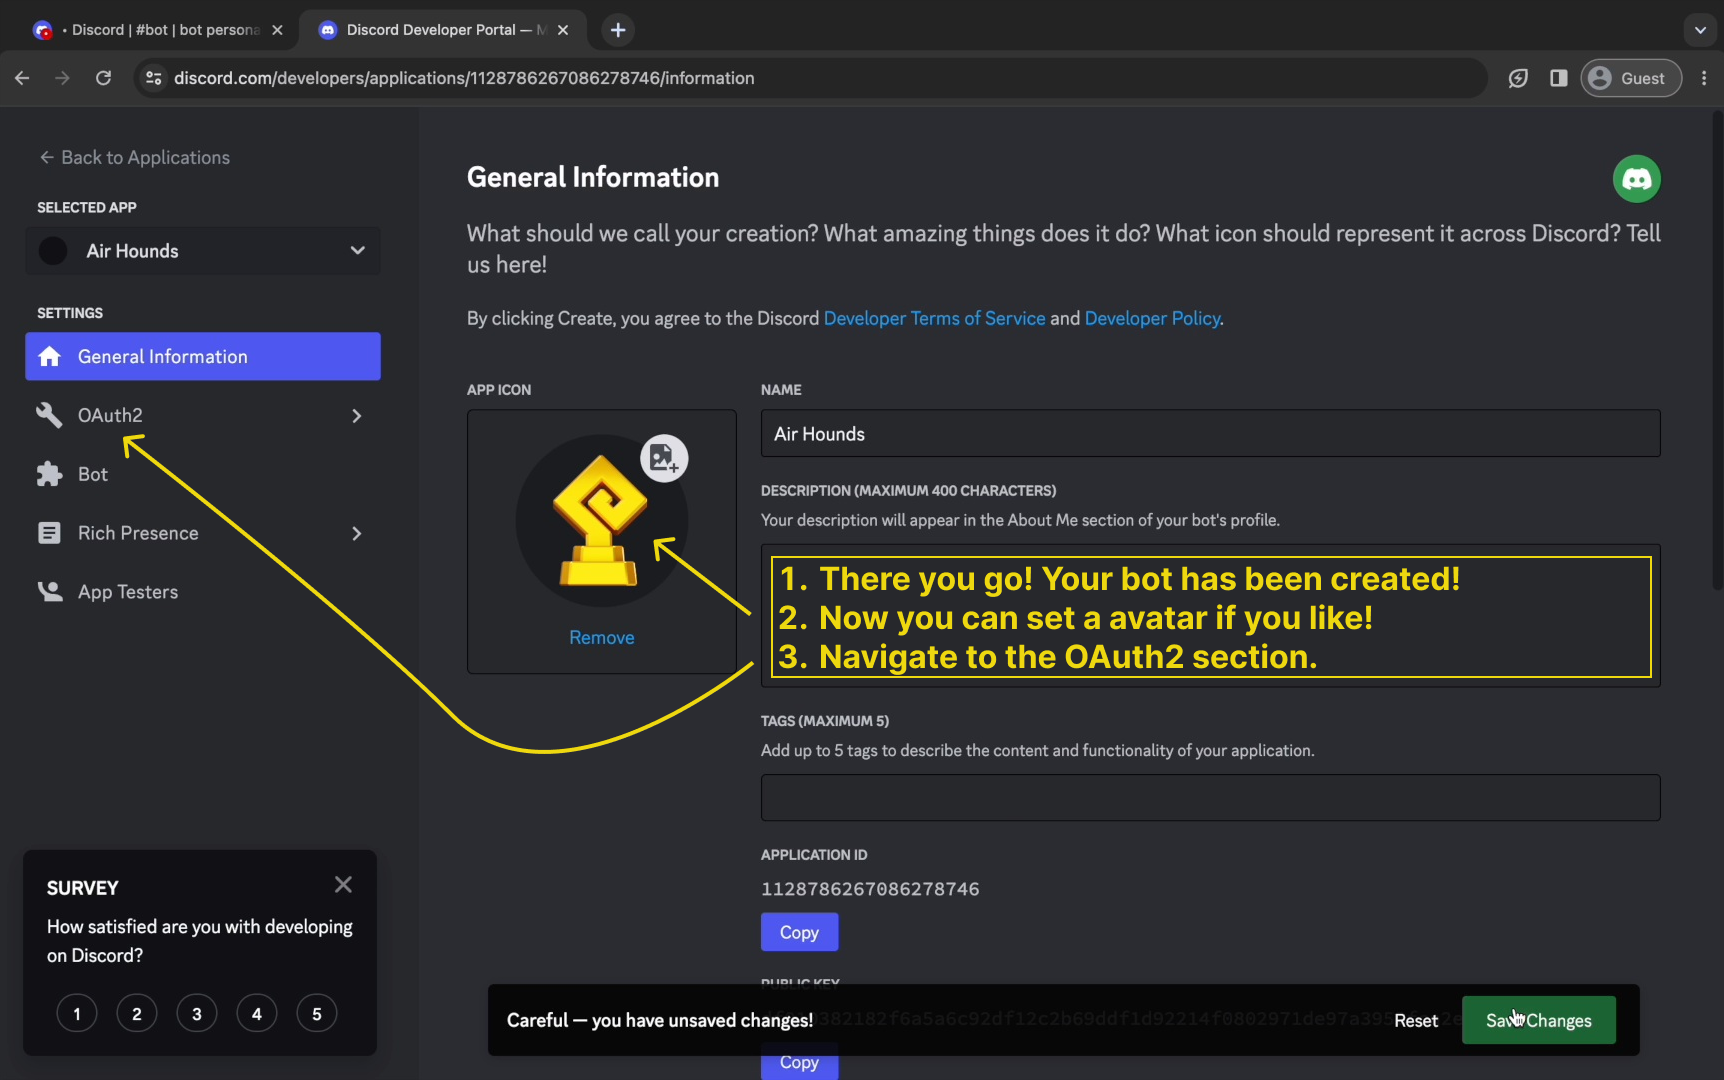 • Discord | #bot | bot persona
Discord Developer Portal — M
discord.com/developers/applications/1128786267086278746/information
Guest
Back to Applications
SELECTED APP
Air Hounds
SETTINGS
General Information
OAuth2
Bot
Rich Presence
App Testers
General Information
What should we call your creation? What amazing things does it do? What icon should represent it across Discord? Tell
us here!
By clicking Create, you agree to the Discord Developer Terms of Service and Developer Policy.
APP ICON
Remove
NAME
Air Hounds
DESCRIPTION (MAXIMUM 400 CHARACTERS)
Your description will appear in the About Me section of your bot's profile.
1. There you go! Your bot has been created!
2. Now you can set a avatar if you like!
3. Navigate to the OAuth2 section.
TAGS (MAXIMUM 5)
Add up to 5 tags to describe the content and functionality of your application.
APPLICATION ID
1128786267086278746
Copy
PUBLIC KEY
Copy
SURVEY
How satisfied are you with developing
on Discord?
1 2 3 4 5
Careful — you have unsaved changes!
Reset
Save Changes